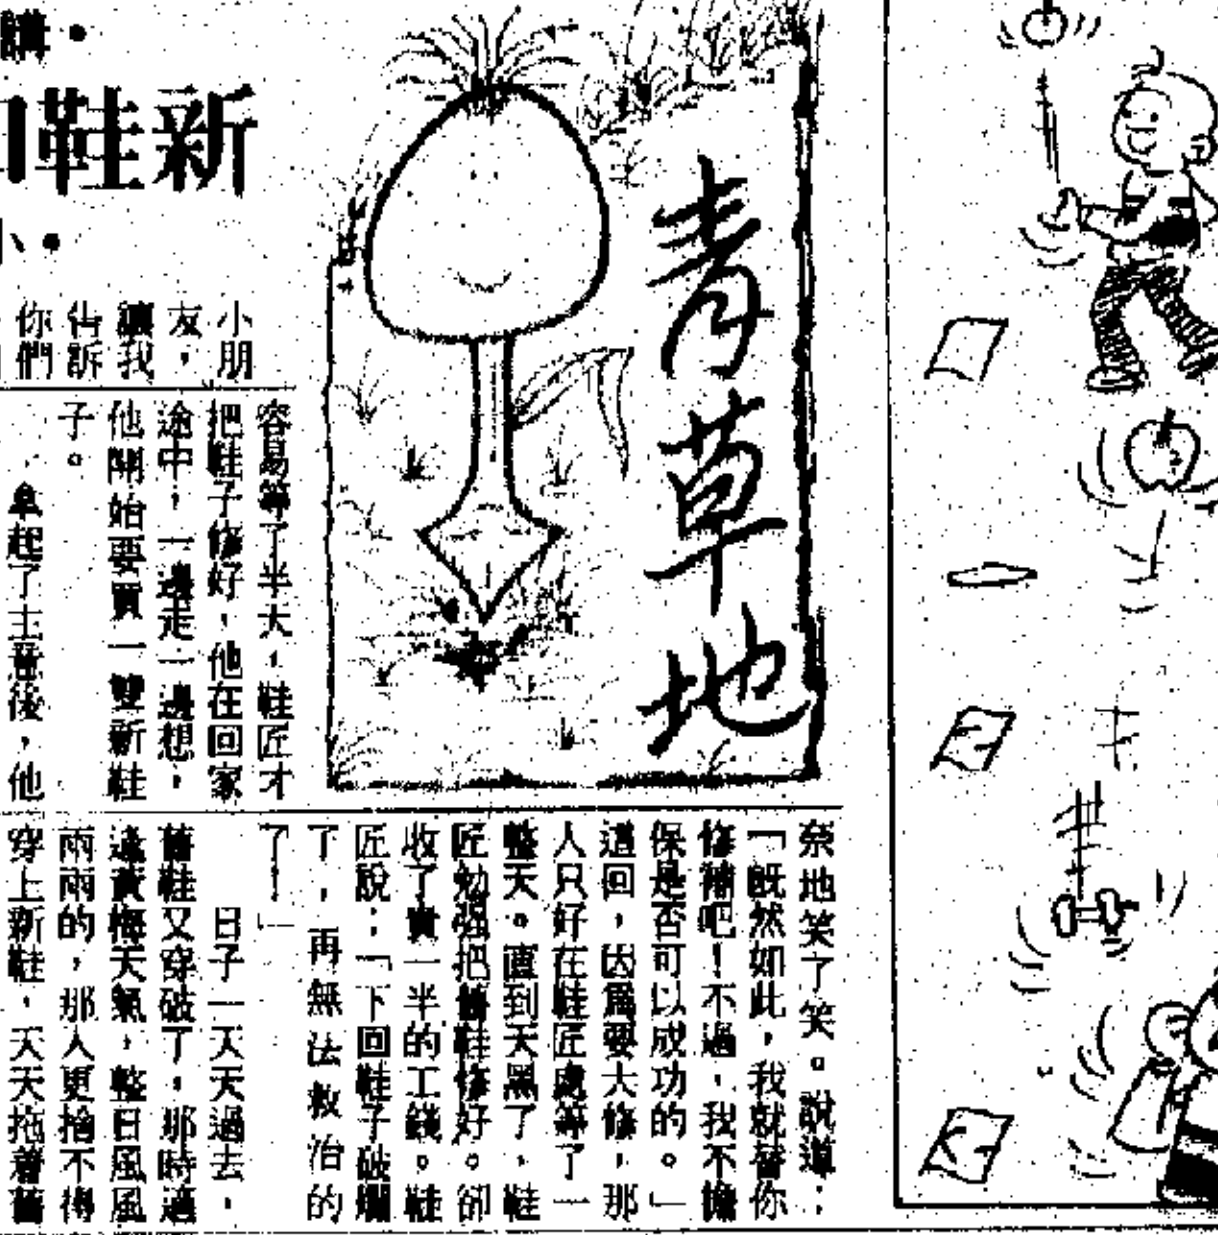 講・
新鞋
青草地
小朋
友，
讓我
告訴
你們
容易等了半天，鞋匠才
把鞋子修好，他在回家
途中，一邊走一邊想，
他開始要買一雙新鞋
子。
拿起了主意後，他
奈地笑了笑。說道：
「既然如此，我就替你
修補吧！不過，我不擔
保是否可以成功的。」
這回，因爲要大修，那
人只好在鞋匠處等了一
整天。直到天黑了，鞋
匠勉强把舊鞋修好。卻
收了賣一半的工錢。鞋
匠說：「下回鞋子破爛
了，再無法救治的
了！」
日子一天天過去，
舊鞋又穿破了，那時適
逢黃梅天氣，整日風風
雨雨的，那人更捨不得
穿上新鞋，天天拖着舊